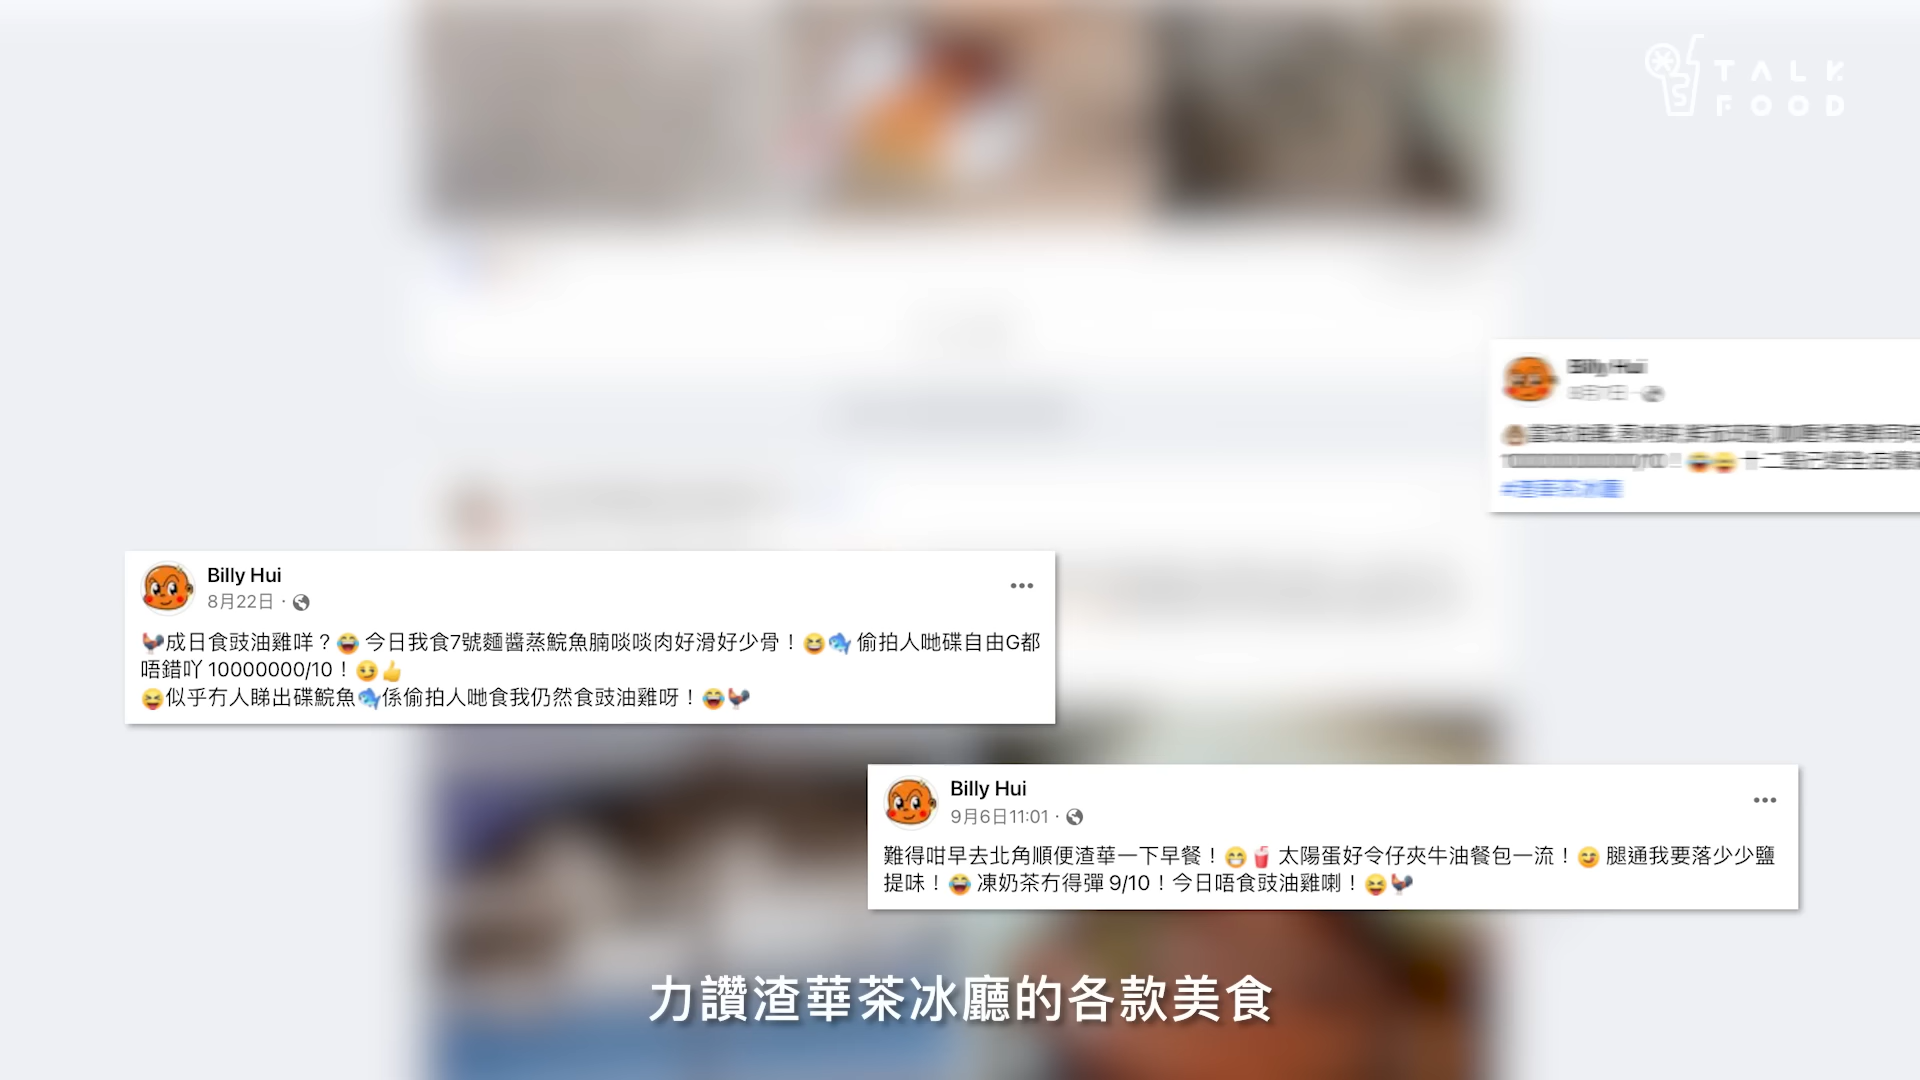 TALK
FOOD
Billy Hui
Billy Hui
8月22日
🐓成日食豉油雞咩？😂 今日我食7號麵醬蒸鯇魚腩啖啖肉好滑好少骨！😆🐟 偷拍人哋碟自由G都
唔錯吖 10000000/10！😏👍
😝似乎冇人睇出碟鯇魚🐟係偷拍人哋食我仍然食豉油雞呀！😂🐓
Billy Hui
9月6日11:01
難得咁早去北角順便渣華一下早餐！😁🥤 太陽蛋好令仔夾牛油餐包一流！😋 腿通我要落少少鹽
提味！😂 凍奶茶冇得彈 9/10！今日唔食豉油雞喇！😝🐓
力讚渣華茶冰廳的各款美食